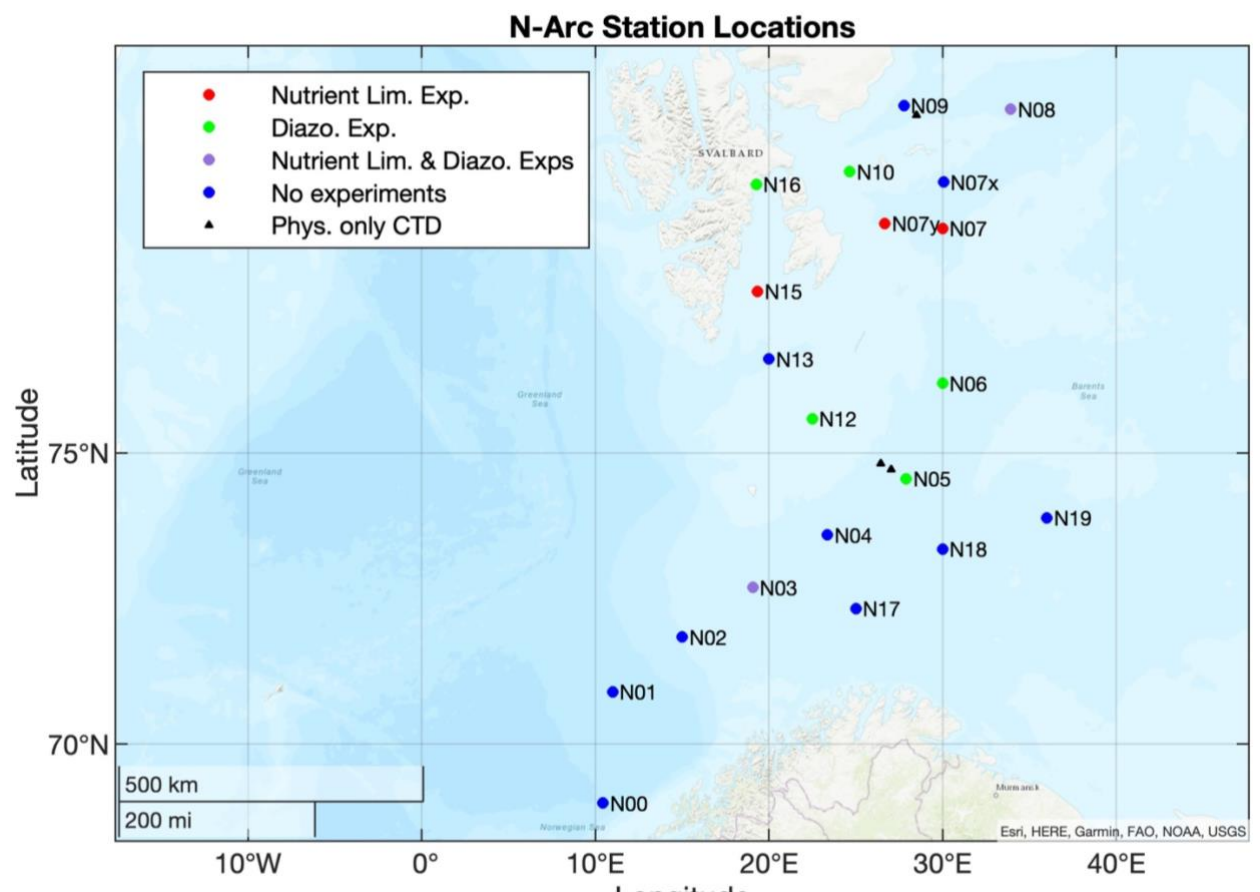 N-Arc Station Locations
Nutrient Lim. Exp.
Diazo. Exp.
Nutrient Lim. & Diazo. Exps
No experiments
Phys. only CTD
SVALBARD
N09
N08
N16
N10
N07x
N07y
N07
N15
N13
N06
Greenland
Sea
Barents
Sea
N12
Latitude
75°N
Greenland
Sea
N05
N19
N04
N18
N03
N17
N02
N01
70°N
500 km
Murmansk
N00
200 mi
Norwegian Sea
Esri, HERE, Garmin, FAO, NOAA, USGS
10°W
0°
10°E
20°E
30°E
40°E
Longitude